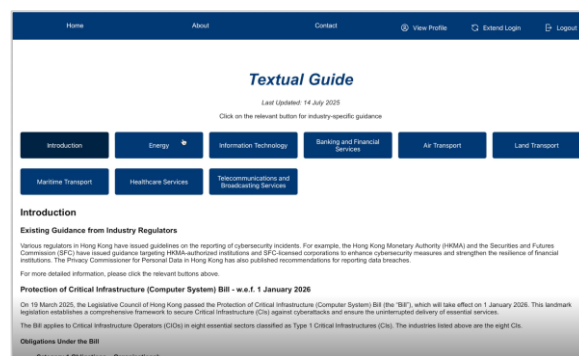 Home About Contact View Profile Extend Login Logout
Textual Guide
Last Updated: 14 July 2025
Click on the relevant button for industry-specific guidance
Introduction Energy Information Technology Banking and Financial Services Air Transport Land Transport
Maritime Transport Healthcare Services Telecommunications and Broadcasting Services
Introduction
Existing Guidance from Industry Regulators
Various regulators in Hong Kong have issued guidelines on the reporting of cybersecurity incidents. For example, the Hong Kong Monetary Authority (HKMA) and the Securities and Futures
Commission (SFC) have issued guidance targeting HKMA-authorized institutions and SFC-licensed corporations to enhance cybersecurity measures and strengthen the resilience of financial
institutions. The Privacy Commissioner for Personal Data in Hong Kong has also published recommendations for reporting data breaches.
For more detailed information, please click the relevant buttons above.
Protection of Critical Infrastructure (Computer System) Bill - w.e.f. 1 January 2026
On 19 March 2025, the Legislative Council of Hong Kong passed the Protection of Critical Infrastructure (Computer System) Bill (the "Bill"), which will take effect on 1 January 2026. This landmark
legislation establishes a comprehensive framework to secure Critical Infrastructure (CIs) against cyberattacks and ensure the uninterrupted delivery of essential services.
The Bill applies to Critical Infrastructure Operators (CIOs) in eight essential sectors classified as Type 1 Critical Infrastructures (CIs). The industries listed above are the eight CIs.
Obligations Under the Bill